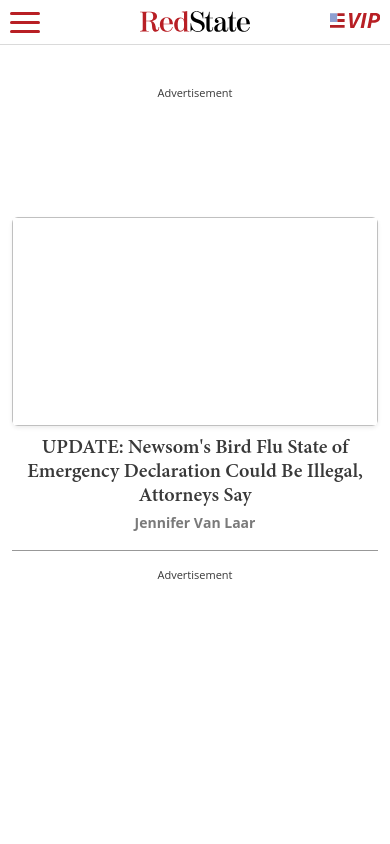 RedState
VIP
Advertisement
UPDATE: Newsom's Bird Flu State of
Emergency Declaration Could Be Illegal,
Attorneys Say
Jennifer Van Laar
Advertisement